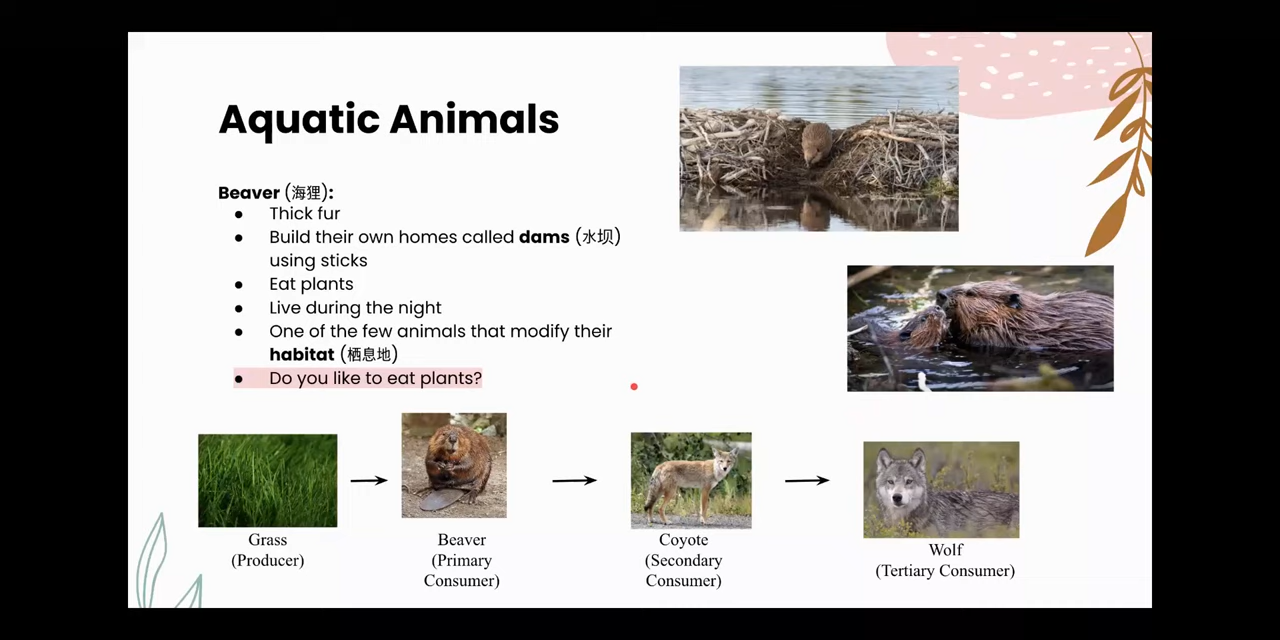 Aquatic Animals
Beaver (海狸):
● Thick fur
● Build their own homes called dams (水坝)
using sticks
● Eat plants
● Live during the night
● One of the few animals that modify their
habitat (栖息地)
● Do you like to eat plants?
Grass
(Producer)
Beaver
(Primary
Consumer)
Coyote
(Secondary
Consumer)
Wolf
(Tertiary Consumer)